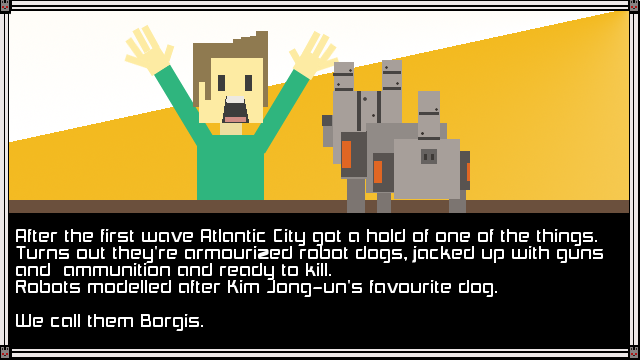 After the first wave Atlantic City got a hold of one of the things.
Turns out they're armourized robot dogs, jacked up with guns
and  ammunition and ready to kill.
Robots modelled after Kim Jong-un's favourite dog.
We call them Borgis.